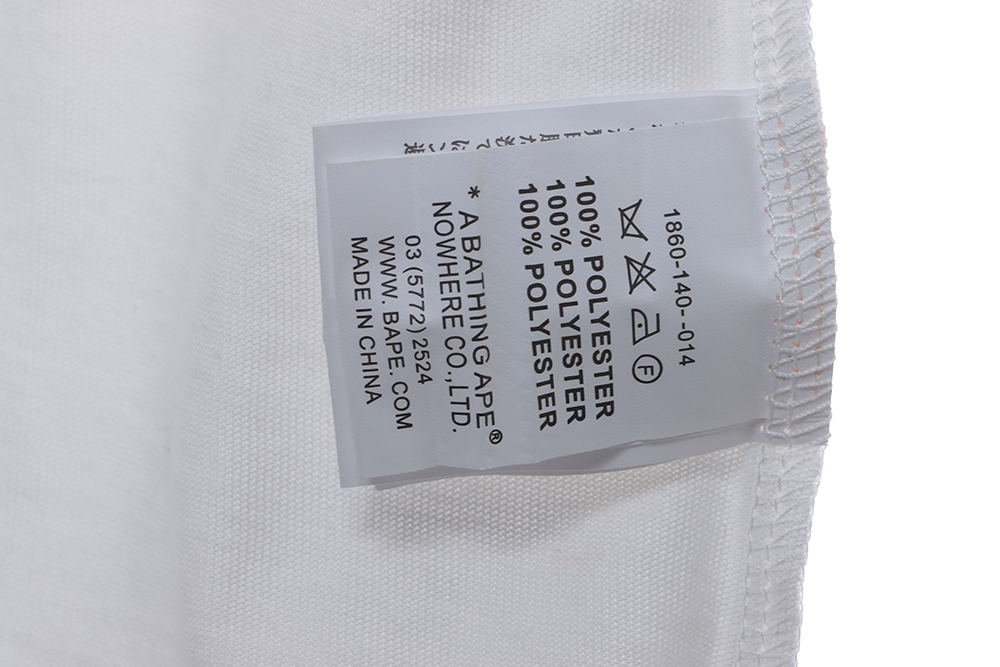 1860-140--014
F
100% POLYESTER
100% POLYESTER
100% POLYESTER
* A BATHING APE®
NOWHERE CO.,LTD.
03 (5772) 2524
WWW. BAPE. COM
MADE IN CHINA